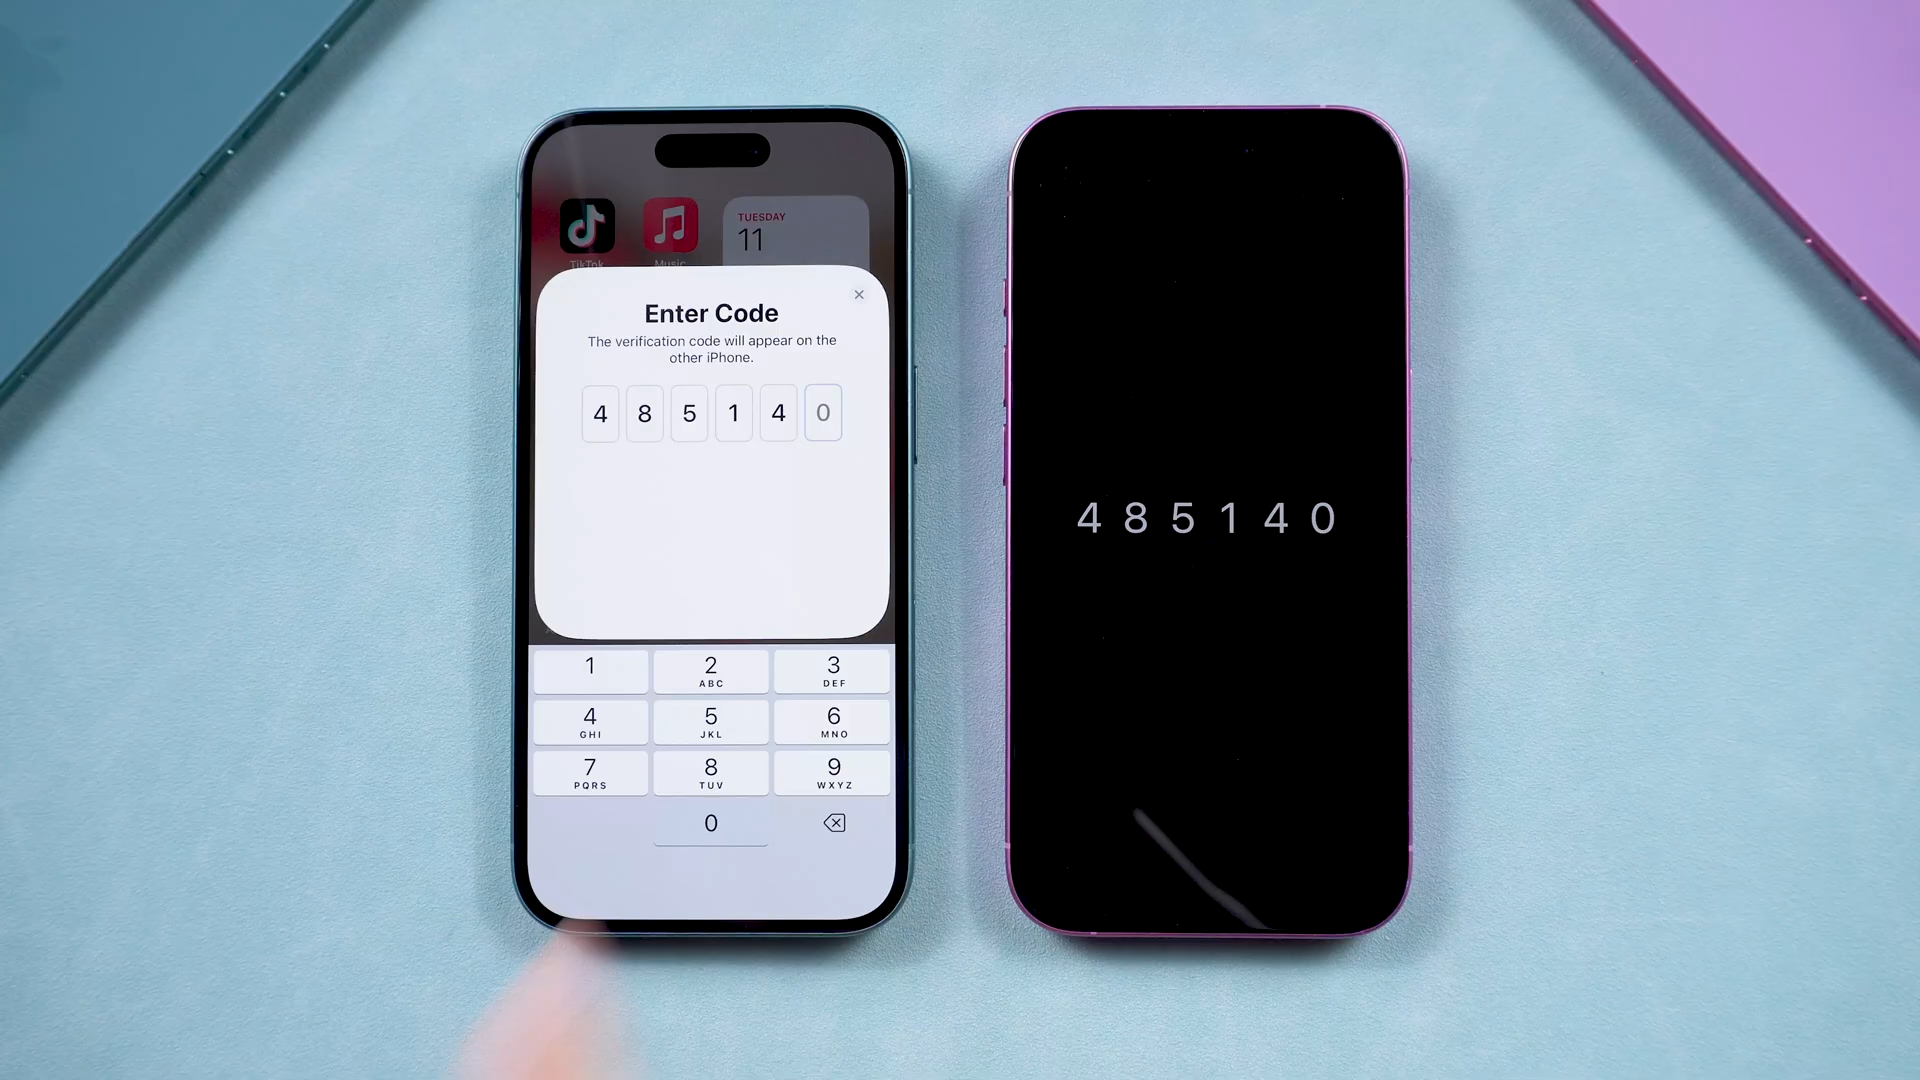 TUESDAY
11
TikTok
Music
Enter Code
The verification code will appear on the
other iPhone.
4 8 5 1 4 0
1
2
ABC
3
DEF
4
GHI
5
JKL
6
MNO
7
PQRS
8
TUV
9
WXYZ
0
4 8 5 1 4 0